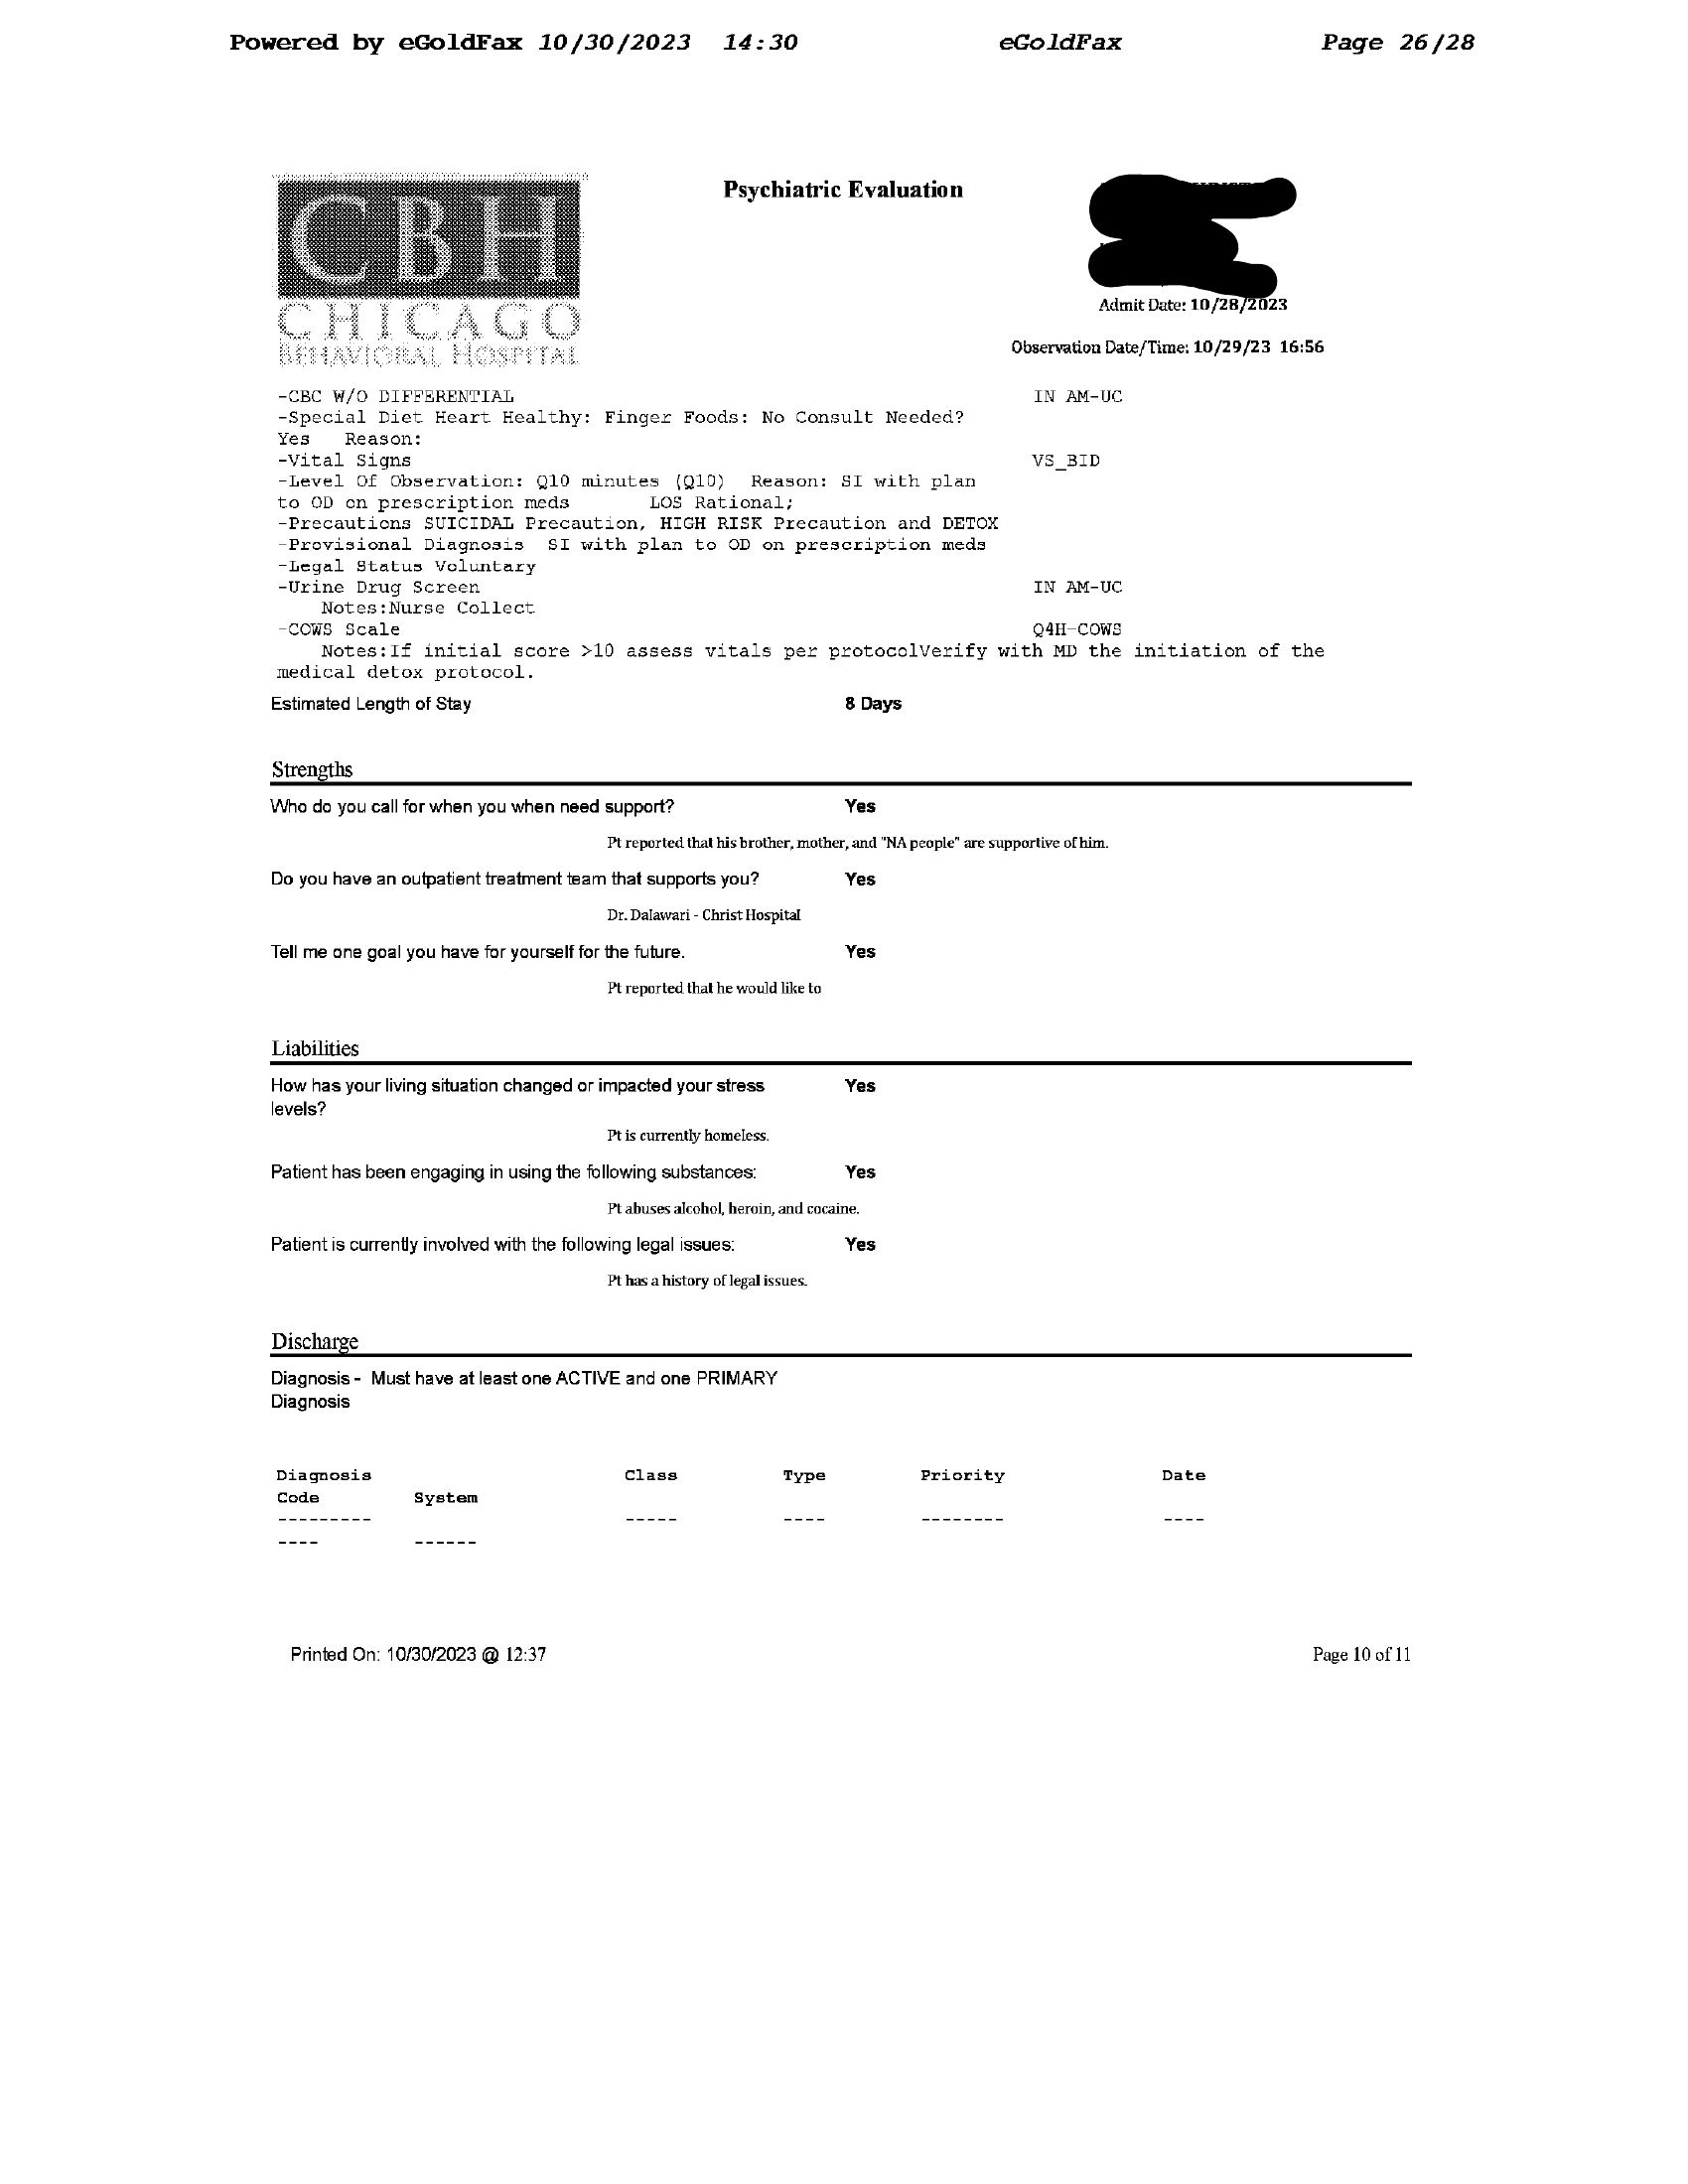 Powered by eGoldFax 10/30/2023 14:30 eGoldFax Page 26/28
CBH
CHICAGO
BEHAVIORAL HOSPITAL
Psychiatric Evaluation
Admit Date: 10/28/2023
Observation Date/Time: 10/29/23 16:56
-CBC W/O DIFFERENTIAL IN AM-UC
-Special Diet Heart Healthy: Finger Foods: No Consult Needed?
Yes Reason:
-Vital Signs VS_BID
-Level Of Observation: Q10 minutes (Q10) Reason: SI with plan
to OD on prescription meds LOS Rational;
-Precautions SUICIDAL Precaution, HIGH RISK Precaution and DETOX
-Provisional Diagnosis SI with plan to OD on prescription meds
-Legal Status Voluntary
-Urine Drug Screen IN AM-UC
Notes:Nurse Collect
-COWS Scale Q4H-COWS
Notes:If initial score >10 assess vitals per protocolVerify with MD the initiation of the
medical detox protocol.
Estimated Length of Stay 8 Days
Strengths
Who do you call for when you when need support? Yes
Pt reported that his brother, mother, and "NA people" are supportive of him.
Do you have an outpatient treatment team that supports you? Yes
Dr. Dalawari - Christ Hospital
Tell me one goal you have for yourself for the future. Yes
Pt reported that he would like to
Liabilities
How has your living situation changed or impacted your stress Yes
levels?
Pt is currently homeless.
Patient has been engaging in using the following substances: Yes
Pt abuses alcohol, heroin, and cocaine.
Patient is currently involved with the following legal issues: Yes
Pt has a history of legal issues.
Discharge
Diagnosis - Must have at least one ACTIVE and one PRIMARY
Diagnosis
Diagnosis Class Type Priority Date
Code System
--------- ----- ---- -------- ----
---- ------
Printed On: 10/30/2023 @ 12:37 Page 10 of 11